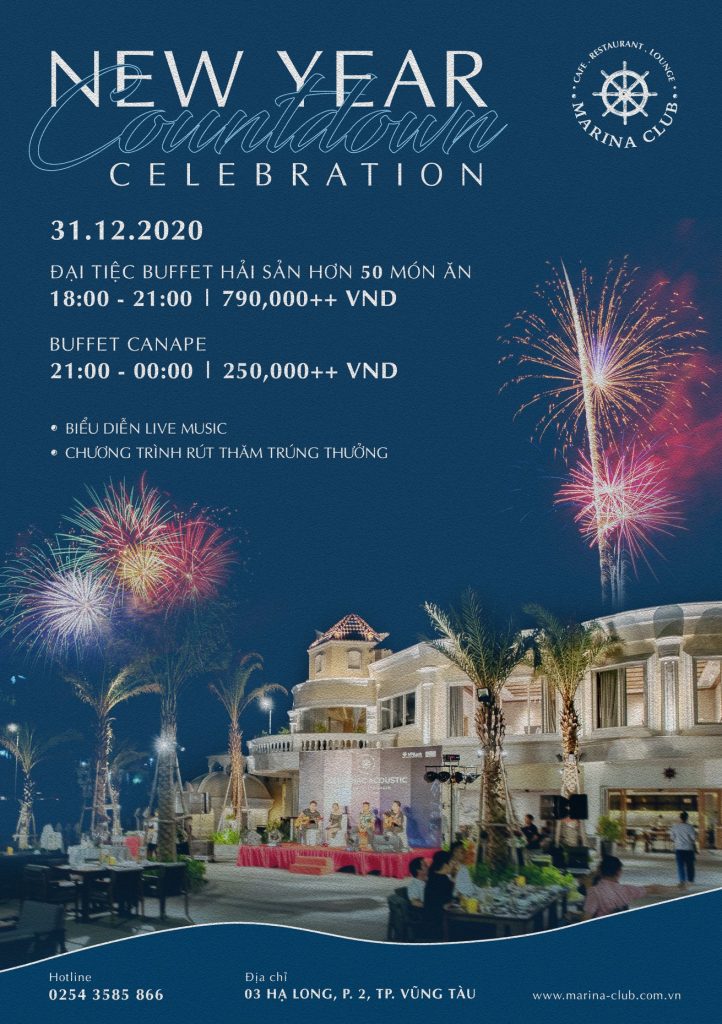 NEW YEAR
Countdown
CELEBRATION
CAFE . RESTAURANT . LOUNGE
MARINA CLUB
31.12.2020
ĐẠI TIỆC BUFFET HẢI SẢN HƠN 50 MÓN ĂN
18:00 - 21:00 | 790,000++ VND
BUFFET CANAPE
21:00 - 00:00 | 250,000++ VND
• BIỂU DIỄN LIVE MUSIC
• CHƯƠNG TRÌNH RÚT THĂM TRÚNG THƯỞNG
ACOUSTIC
Hotline
0254 3585 866
Địa chỉ
03 HẠ LONG, P. 2, TP. VŨNG TÀU
www.marina-club.com.vn